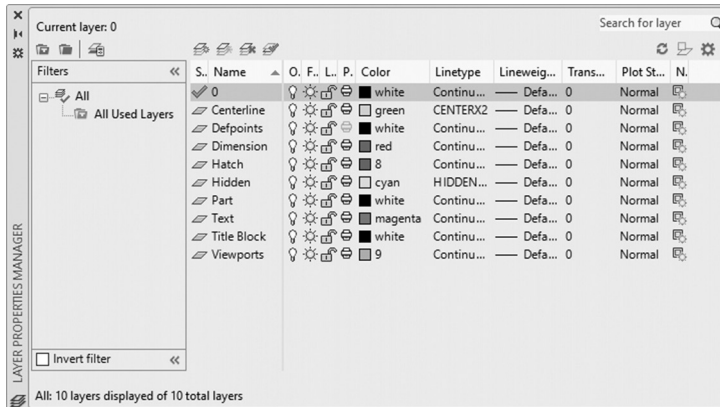 Current layer: 0
Search for layer
Filters
All
All Used Layers
S.. Name O. F.. L.. P. Color Linetype Lineweig... Trans... Plot St... N.
0 white Continu... Defa... 0 Normal
Centerline green CENTERX2 Defa... 0 Normal
Defpoints white Continu... Defa... 0 Normal
Dimension red Continu... Defa... 0 Normal
Hatch 8 Continu... Defa... 0 Normal
Hidden cyan HIDDEN... Defa... 0 Normal
Part white Continu... Defa... 0 Normal
Text magenta Continu... Defa... 0 Normal
Title Block white Continu... Defa... 0 Normal
Viewports 9 Continu... Defa... 0 Normal
Invert filter
LAYER PROPERTIES MANAGER
All: 10 layers displayed of 10 total layers